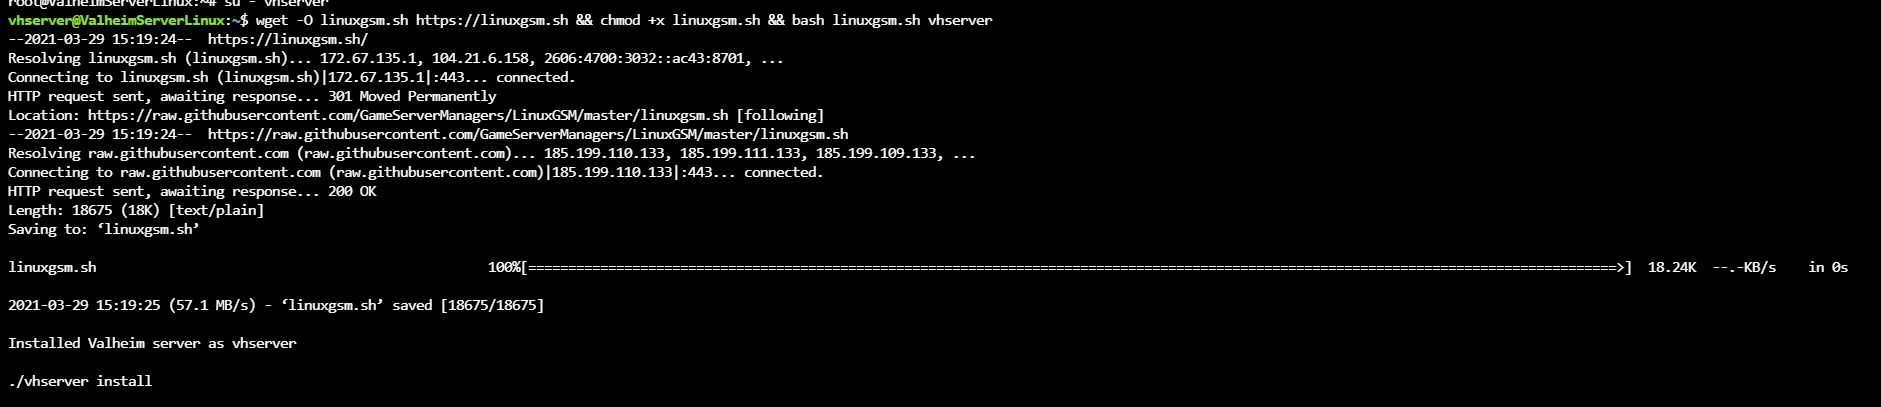 root@ValheimServerLinux:~# su - vhserver
vhserver@ValheimServerLinux:~$ wget -O linuxgsm.sh https://linuxgsm.sh && chmod +x linuxgsm.sh && bash linuxgsm.sh vhserver
--2021-03-29 15:19:24--  https://linuxgsm.sh/
Resolving linuxgsm.sh (linuxgsm.sh)... 172.67.135.1, 104.21.6.158, 2606:4700:3032::ac43:8701, ...
Connecting to linuxgsm.sh (linuxgsm.sh)|172.67.135.1|:443... connected.
HTTP request sent, awaiting response... 301 Moved Permanently
Location: https://raw.githubusercontent.com/GameServerManagers/LinuxGSM/master/linuxgsm.sh [following]
--2021-03-29 15:19:24--  https://raw.githubusercontent.com/GameServerManagers/LinuxGSM/master/linuxgsm.sh
Resolving raw.githubusercontent.com (raw.githubusercontent.com)... 185.199.110.133, 185.199.111.133, 185.199.109.133, ...
Connecting to raw.githubusercontent.com (raw.githubusercontent.com)|185.199.110.133|:443... connected.
HTTP request sent, awaiting response... 200 OK
Length: 18675 (18K) [text/plain]
Saving to: ‘linuxgsm.sh’
linuxgsm.sh 100%[=====================================================================================================================================>] 18.24K --.-KB/s in 0s
2021-03-29 15:19:25 (57.1 MB/s) - ‘linuxgsm.sh’ saved [18675/18675]
Installed Valheim server as vhserver
./vhserver install